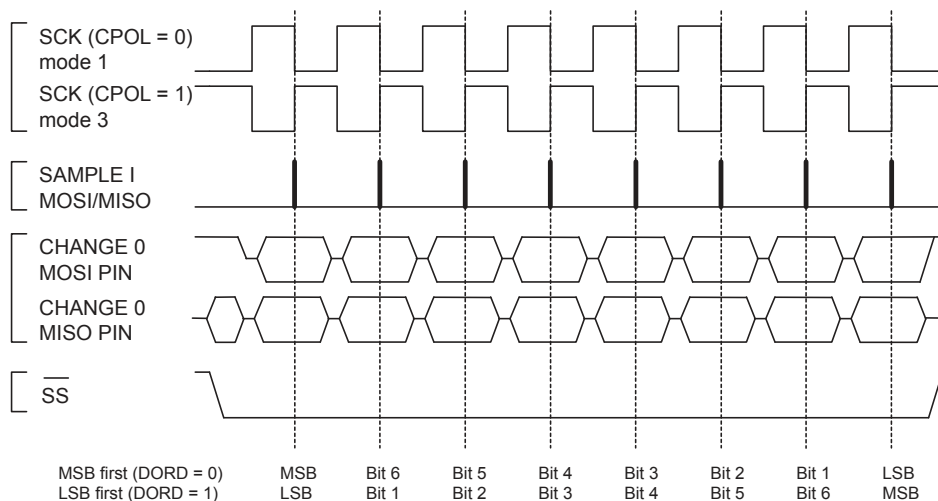 SCK (CPOL = 0)
mode 1
SCK (CPOL = 1)
mode 3
SAMPLE I
MOSI/MISO
CHANGE 0
MOSI PIN
CHANGE 0
MISO PIN
SS
MSB first (DORD = 0) MSB Bit 6 Bit 5 Bit 4 Bit 3 Bit 2 Bit 1 LSB
LSB first (DORD = 1) LSB Bit 1 Bit 2 Bit 3 Bit 4 Bit 5 Bit 6 MSB